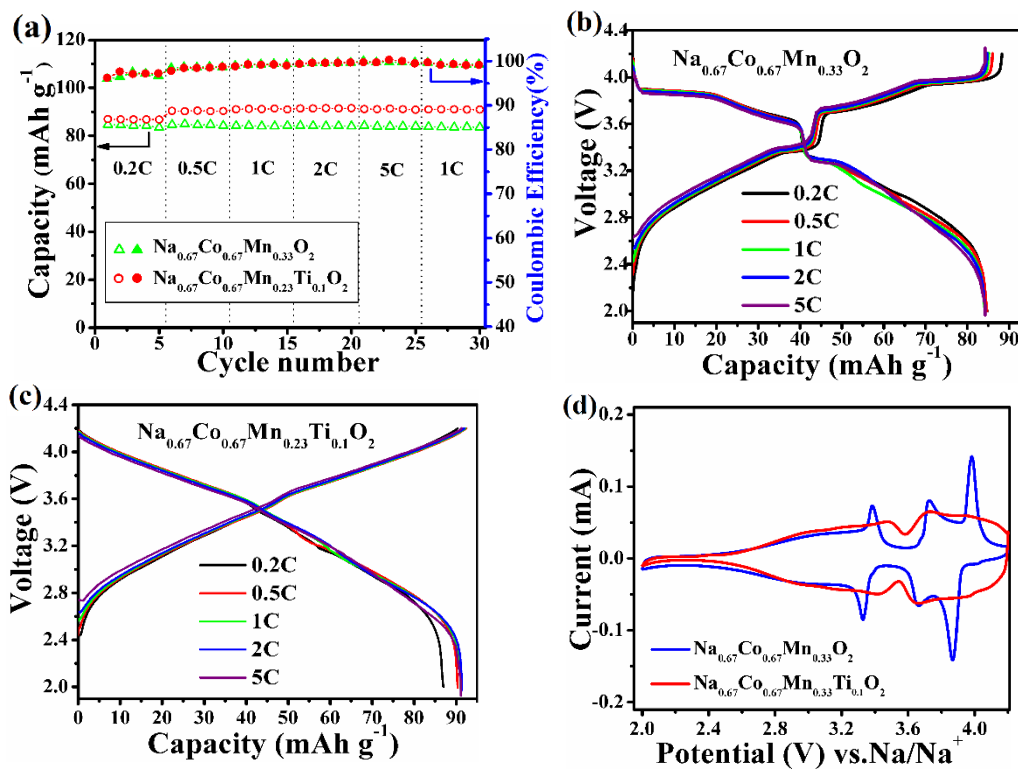 (a)
120
100
80
60
40
20
0
Capacity (mAh g⁻¹)
0.2C 0.5C 1C 2C 5C 1C
Na₀.₆₇Co₀.₆₇Mn₀.₃₃O₂
Na₀.₆₇Co₀.₆₇Mn₀.₂₃Ti₀.₁O₂
0 5 10 15 20 25 30
Cycle number
100
90
80
70
60
50
40
Coulombic Efficiency(%)
(b)
Na₀.₆₇Co₀.₆₇Mn₀.₃₃O₂
4.4
4.0
3.6
3.2
2.8
2.4
2.0
Voltage (V)
0.2C
0.5C
1C
2C
5C
0 10 20 30 40 50 60 70 80 90
Capacity (mAh g⁻¹)
(c)
Na₀.₆₇Co₀.₆₇Mn₀.₂₃Ti₀.₁O₂
4.4
4.0
3.6
3.2
2.8
2.4
2.0
Voltage (V)
0.2C
0.5C
1C
2C
5C
0 10 20 30 40 50 60 70 80 90
Capacity (mAh g⁻¹)
(d)
0.2
0.1
0.0
-0.1
-0.2
Current (mA)
Na₀.₆₇Co₀.₆₇Mn₀.₃₃O₂
Na₀.₆₇Co₀.₆₇Mn₀.₃₃Ti₀.₁O₂
2.0 2.4 2.8 3.2 3.6 4.0
Potential (V) vs.Na/Na⁺